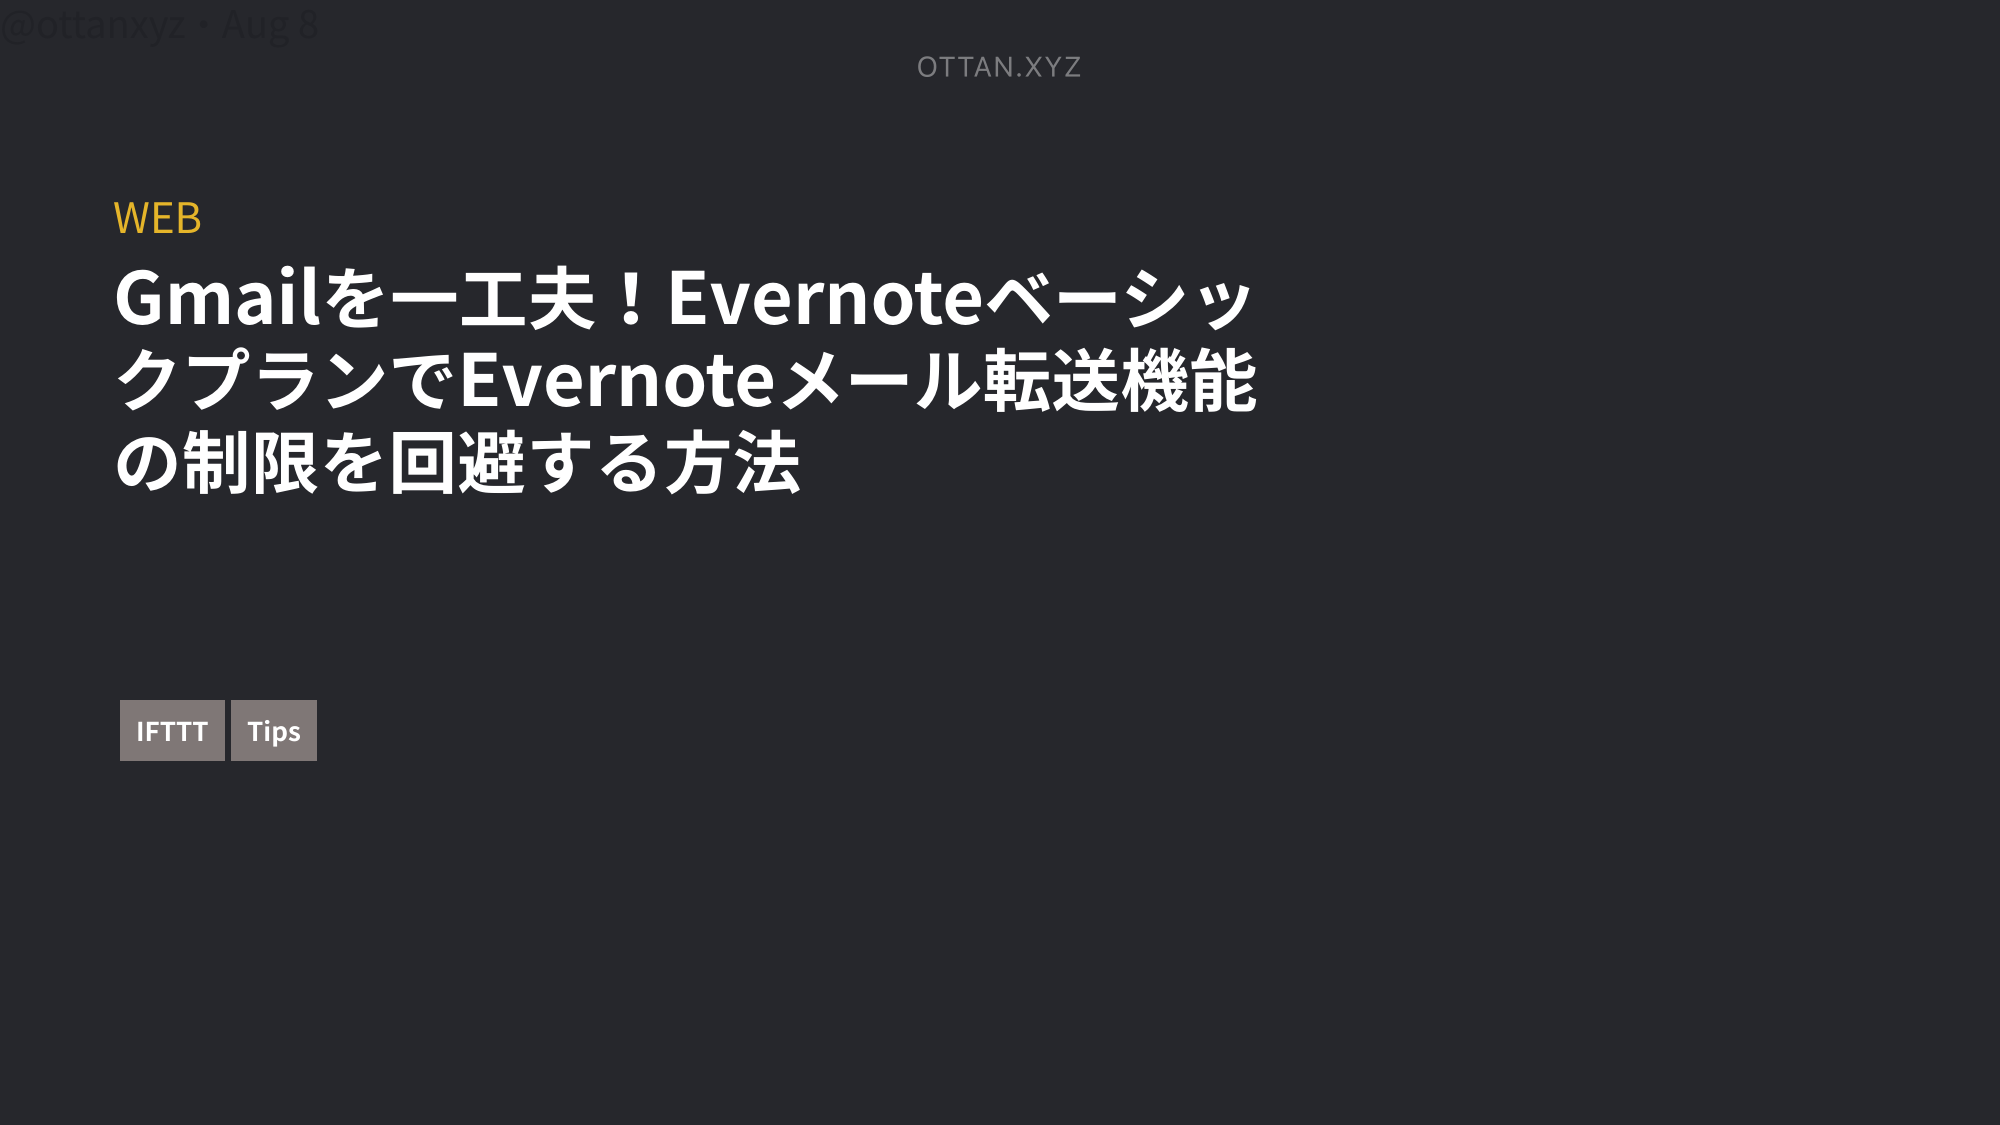 @ottanxyz・Aug 8
OTTAN.XYZ
WEB
Gmailを一工夫！Evernoteベーシッ
クプランでEvernoteメール転送機能
の制限を回避する方法
IFTTT Tips